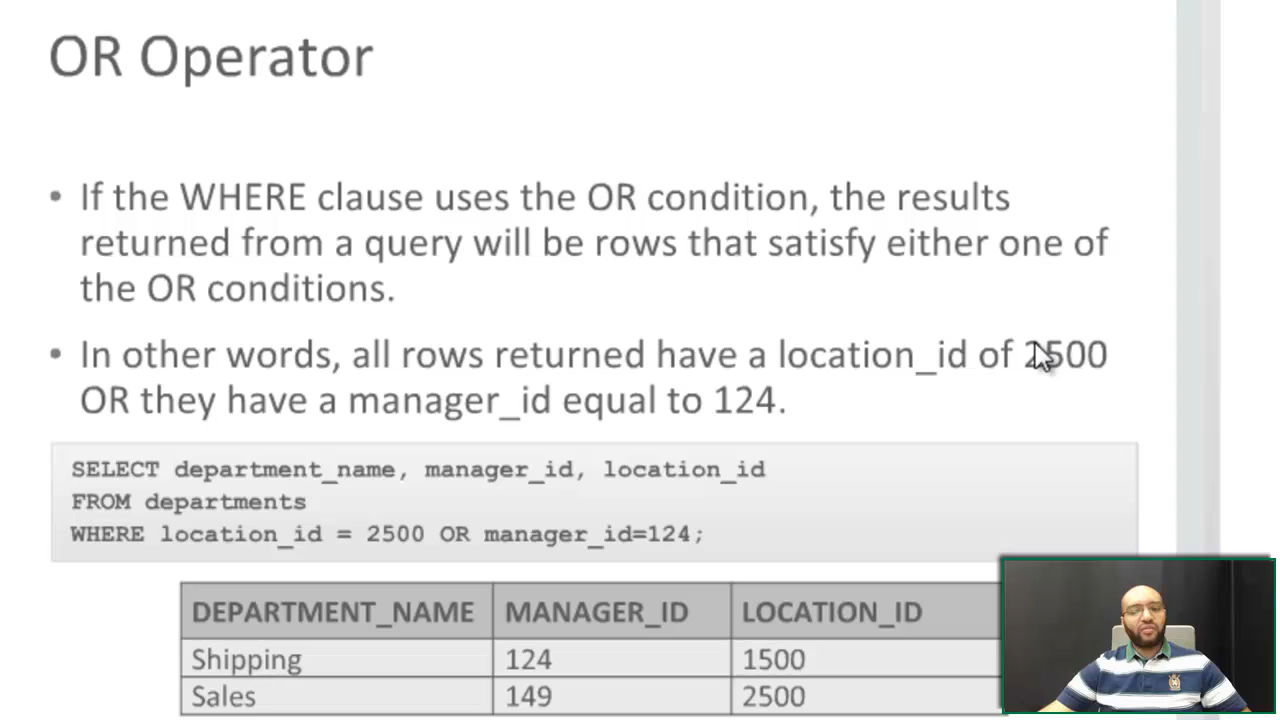 OR Operator
• If the WHERE clause uses the OR condition, the results
returned from a query will be rows that satisfy either one of
the OR conditions.
• In other words, all rows returned have a location_id of 2500
OR they have a manager_id equal to 124.
SELECT department_name, manager_id, location_id
FROM departments
WHERE location_id = 2500 OR manager_id=124;
DEPARTMENT_NAME MANAGER_ID LOCATION_ID
Shipping 124 1500
Sales 149 2500